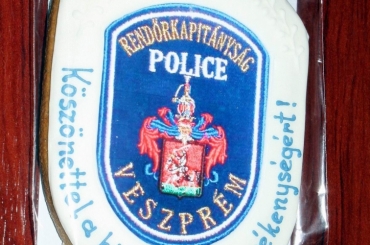 RENDŐRKAPITÁNYSÁG
POLICE
VESZPRÉM
Köszönettel a